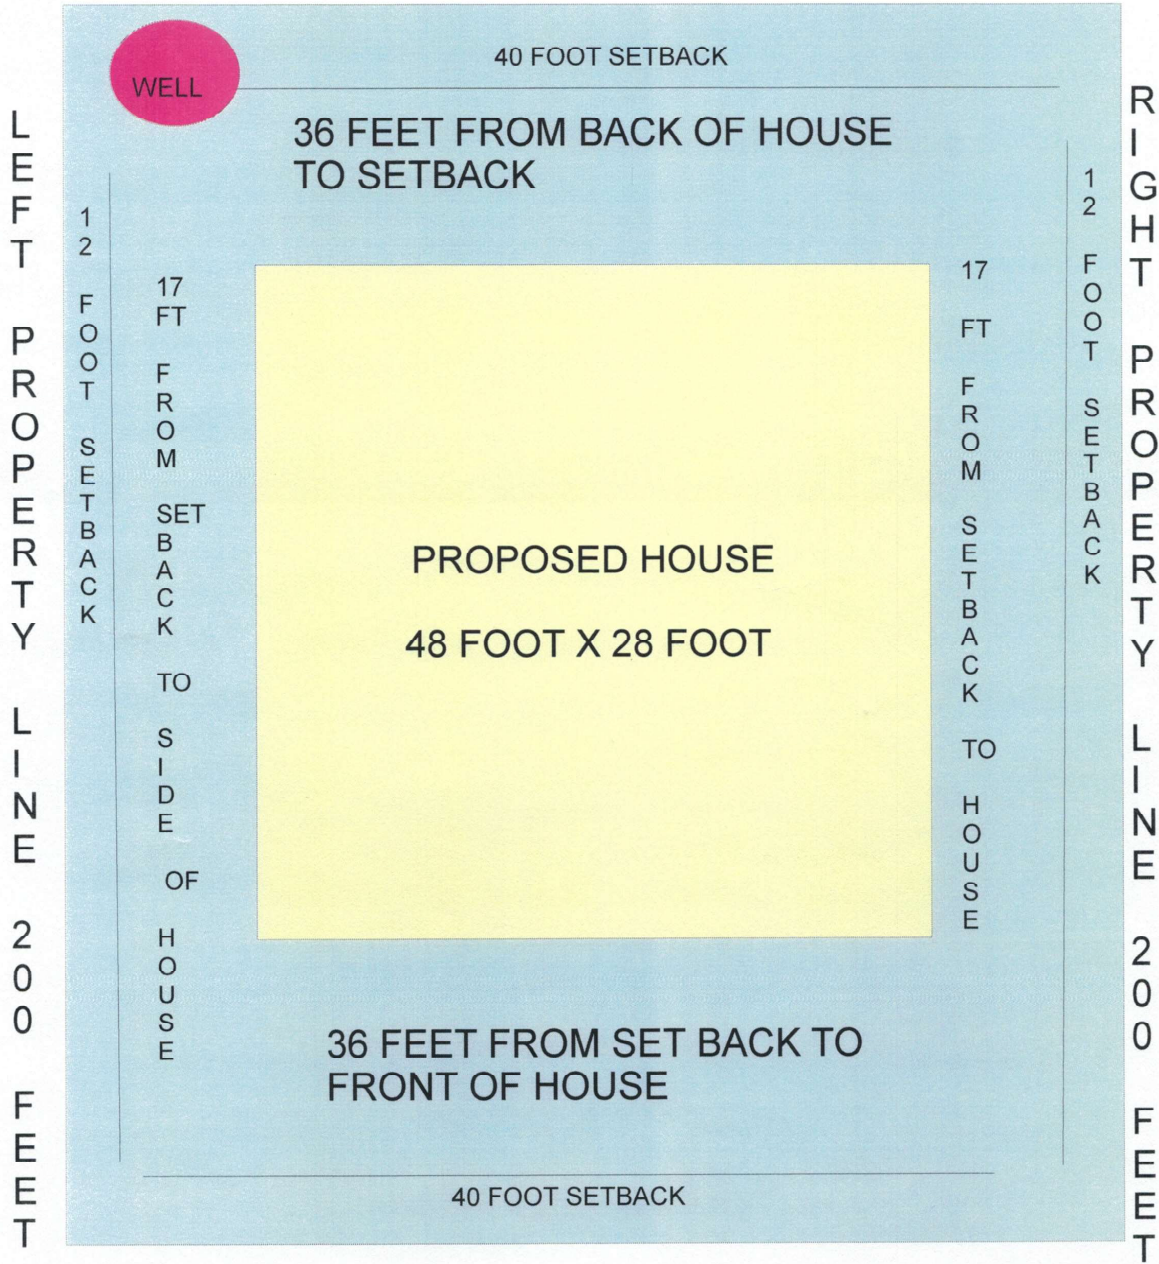 40 FOOT SETBACK
WELL
36 FEET FROM BACK OF HOUSE
TO SETBACK
LEFT PROPERTY LINE 200 FEET
12 FOOT SETBACK
17 FT FROM SET BACK TO SIDE OF HOUSE
PROPOSED HOUSE
48 FOOT X 28 FOOT
17 FT FROM SETBACK TO HOUSE
12 FOOT SETBACK
RIGHT PROPERTY LINE 200 FEET
36 FEET FROM SET BACK TO
FRONT OF HOUSE
40 FOOT SETBACK